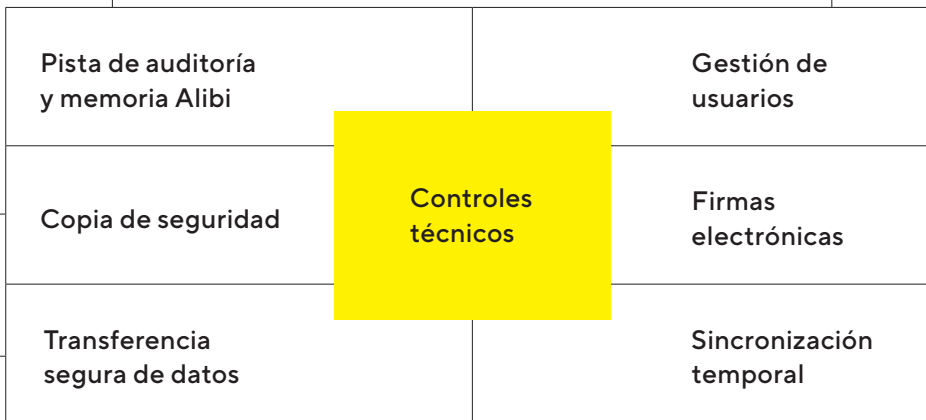 Pista de auditoría
y memoria Alibi
Gestión de
usuarios
Controles
técnicos
Copia de seguridad
Firmas
electrónicas
Transferencia
segura de datos
Sincronización
temporal